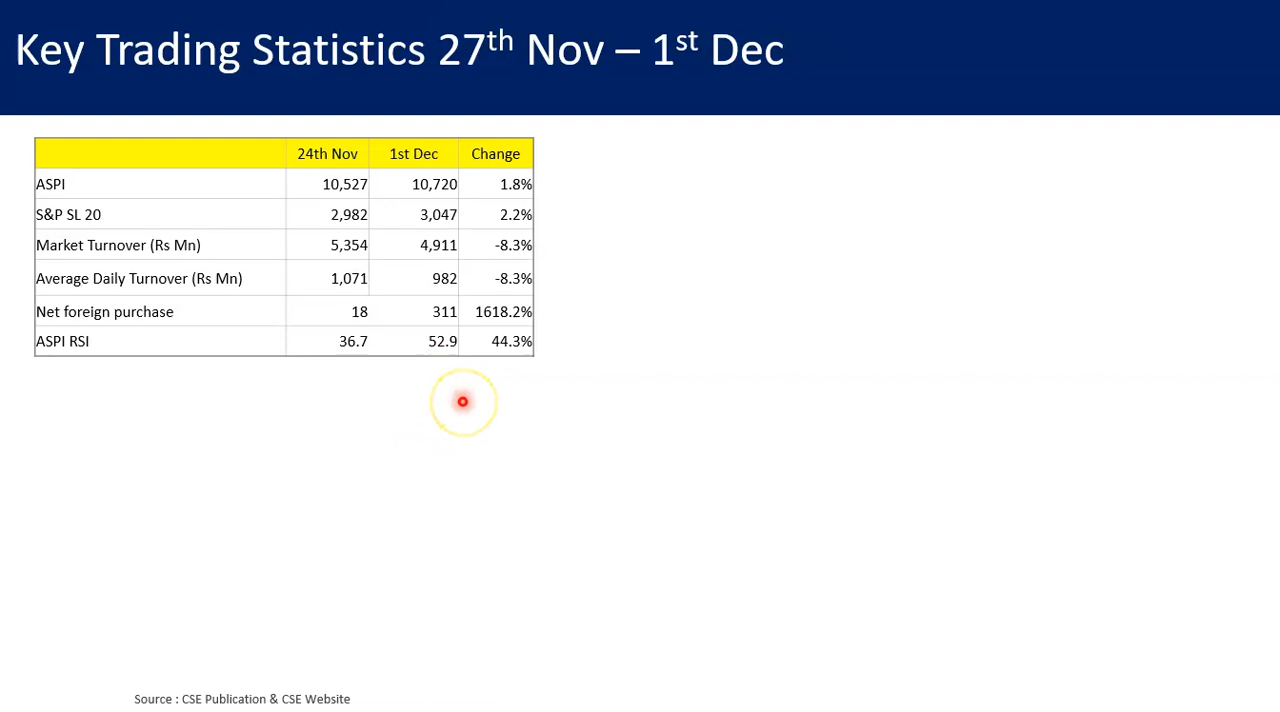 Key Trading Statistics 27th Nov – 1st Dec
24th Nov 1st Dec Change
ASPI 10,527 10,720 1.8%
S&P SL 20 2,982 3,047 2.2%
Market Turnover (Rs Mn) 5,354 4,911 -8.3%
Average Daily Turnover (Rs Mn) 1,071 982 -8.3%
Net foreign purchase 18 311 1618.2%
ASPI RSI 36.7 52.9 44.3%
Source : CSE Publication & CSE Website